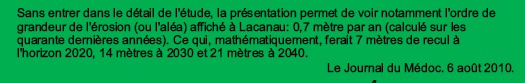 Sans entrer dans le détail de l'étude, la présentation permet de voir notamment l'ordre de
grandeur de l'érosion (ou l'aléa) affiché à Lacanau: 0,7 mètre par an (calculé sur les
quarante dernières années). Ce qui, mathématiquement, ferait 7 mètres de recul à
l'horizon 2020, 14 mètres à 2030 et 21 mètres à 2040.
Le Journal du Médoc. 6 août 2010.